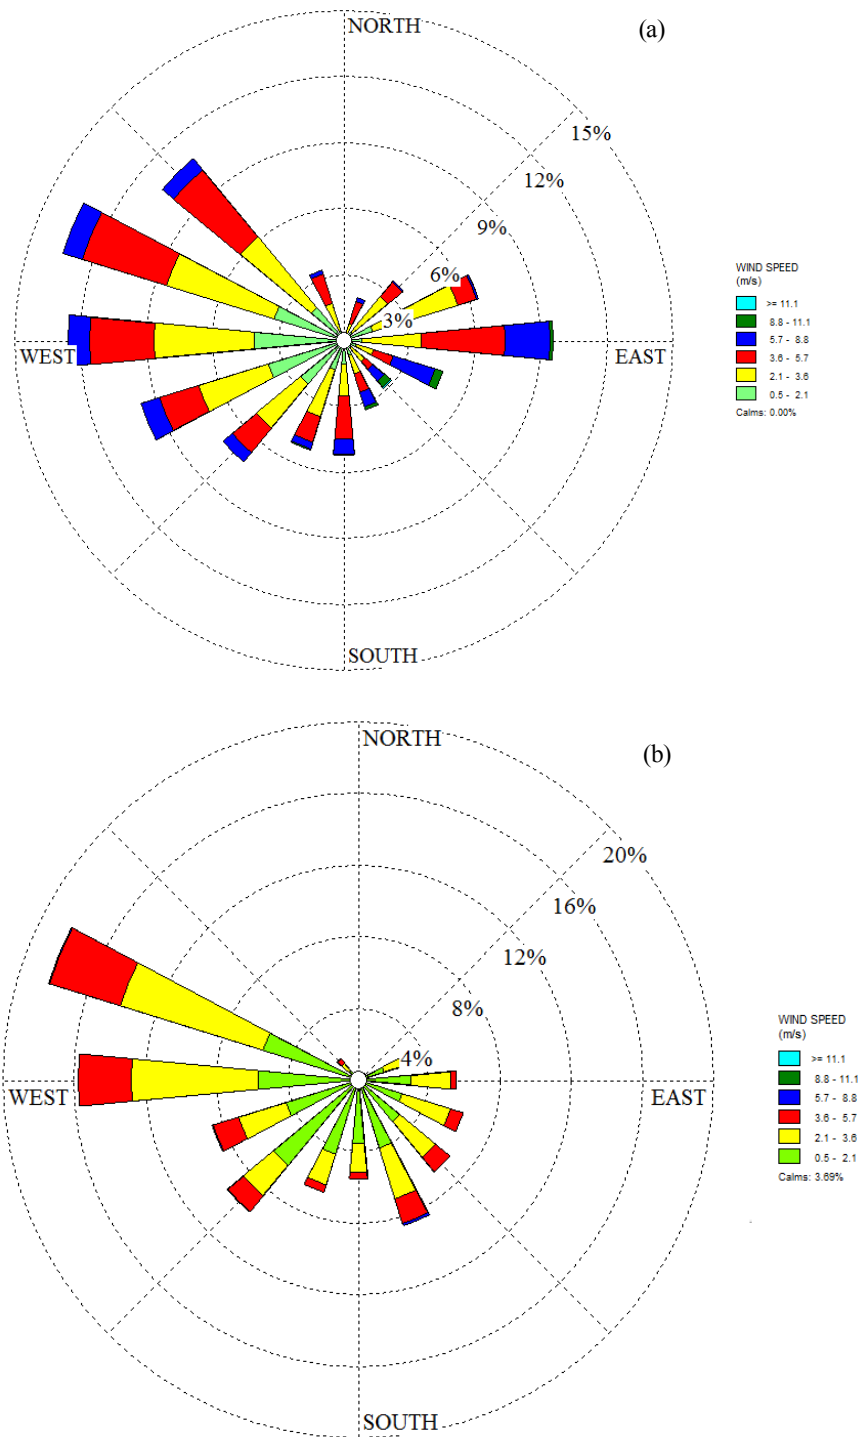 NORTH
(a)
15%
12%
9%
6%
3%
WEST
EAST
SOUTH
WIND SPEED
(m/s)
>= 11.1
8.8 - 11.1
5.7 - 8.8
3.6 - 5.7
2.1 - 3.6
0.5 - 2.1
Calms: 0.00%
NORTH
(b)
20%
16%
12%
8%
4%
WEST
EAST
SOUTH
WIND SPEED
(m/s)
>= 11.1
8.8 - 11.1
5.7 - 8.8
3.6 - 5.7
2.1 - 3.6
0.5 - 2.1
Calms: 3.69%